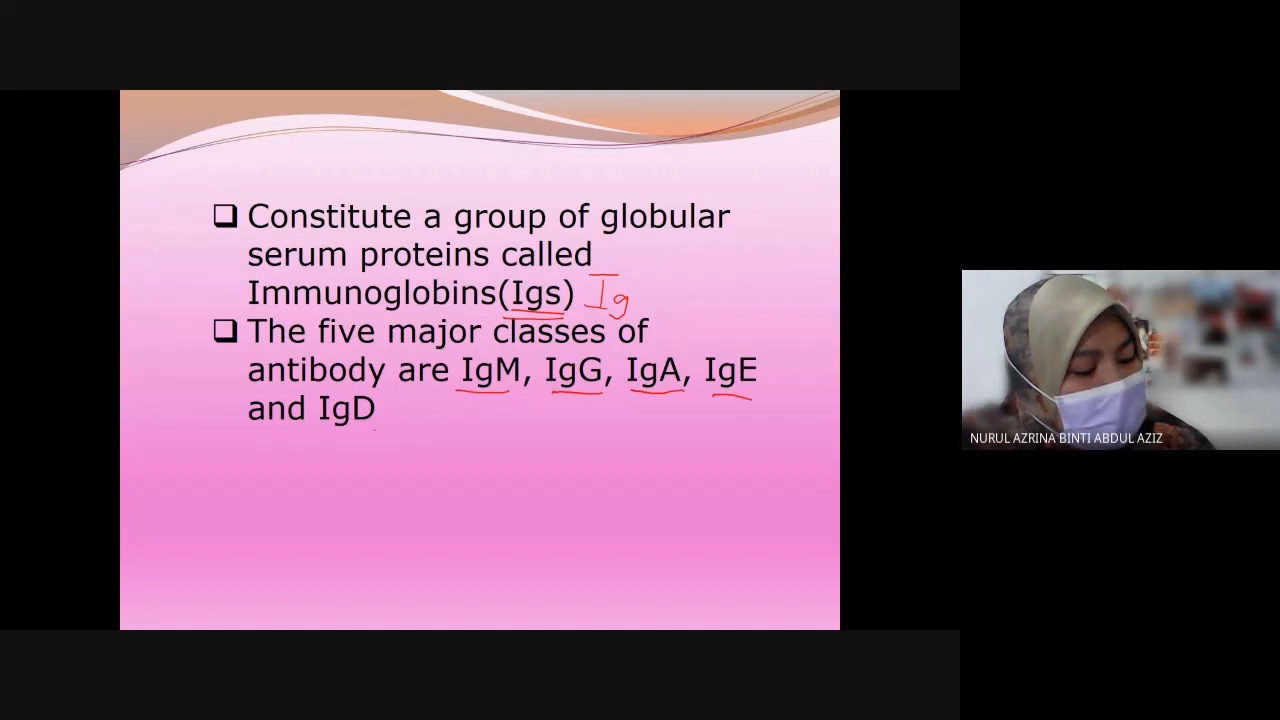 ❑ Constitute a group of globular
serum proteins called
Immunoglobins(Igs) Ig
❑ The five major classes of
antibody are IgM, IgG, IgA, IgE
and IgD
NURUL AZRINA BINTI ABDUL AZIZ